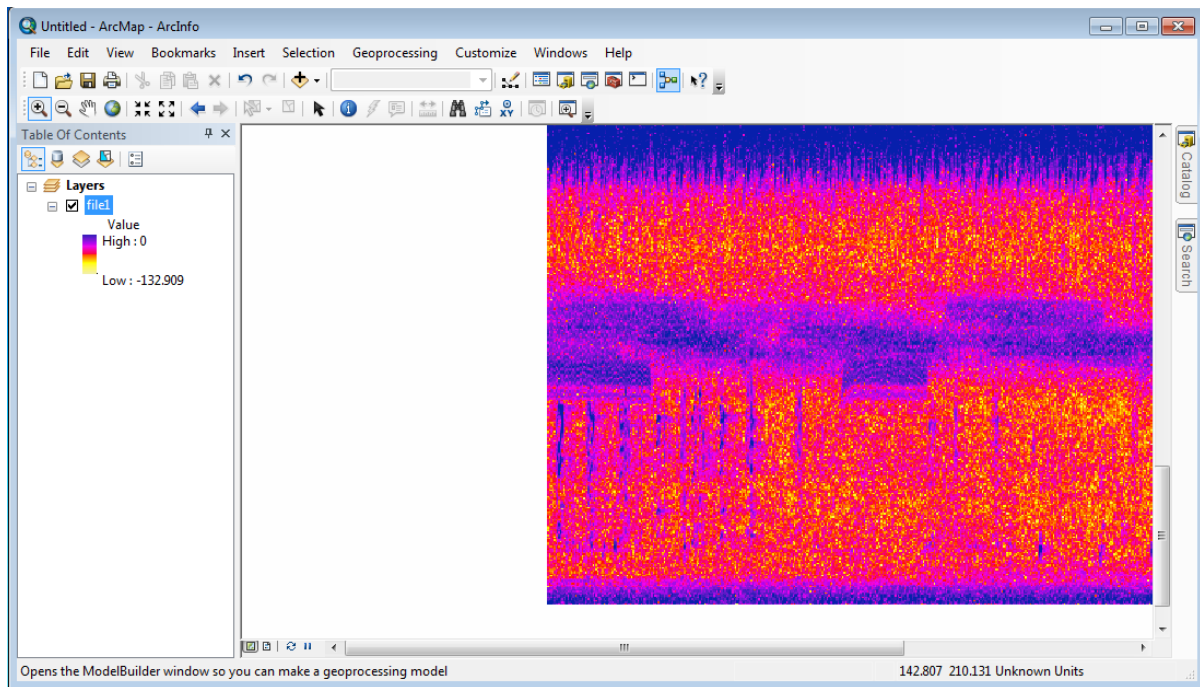 Untitled - ArcMap - ArcInfo
File Edit View Bookmarks Insert Selection Geoprocessing Customize Windows Help
XY
Table Of Contents
Layers
file1
Value
High : 0
Low : -132.909
Catalog
Search
Opens the ModelBuilder window so you can make a geoprocessing model
142.807 210.131 Unknown Units